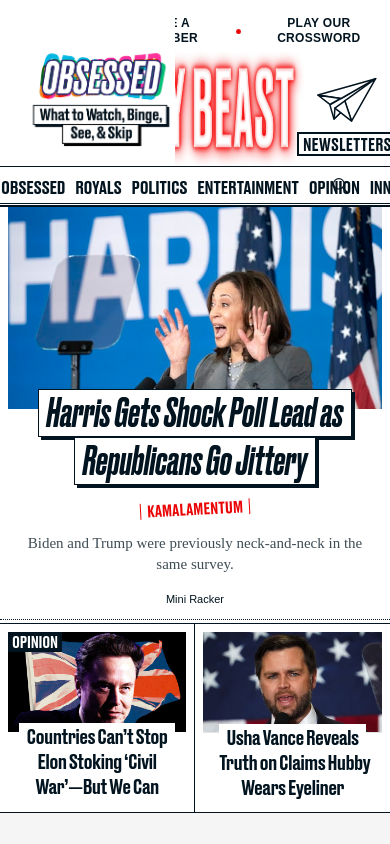 E A
BER
PLAY OUR
CROSSWORD
OBSESSED
What to Watch, Binge,
See, & Skip
Y BEAST
NEWSLETTERS
OBSESSED ROYALS POLITICS ENTERTAINMENT OPINION INN
HARRIS
Harris Gets Shock Poll Lead as
Republicans Go Jittery
KAMALAMENTUM
Biden and Trump were previously neck-and-neck in the
same survey.
Mini Racker
OPINION
Countries Can’t Stop
Elon Stoking ‘Civil
War’—But We Can
Usha Vance Reveals
Truth on Claims Hubby
Wears Eyeliner